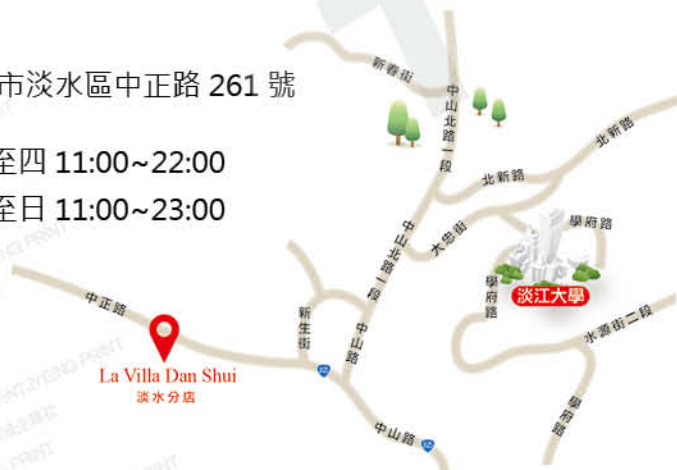 市淡水區中正路 261 號
至四 11:00~22:00
至日 11:00~23:00
新春街
中山北路一段
北新路
北新路
大忠街
學府路
中山北路一段
學府路
淡江大學
水源街二段
中正路
新生街
中山路
La Villa Dan Shui
淡水分店
學府路
中山路